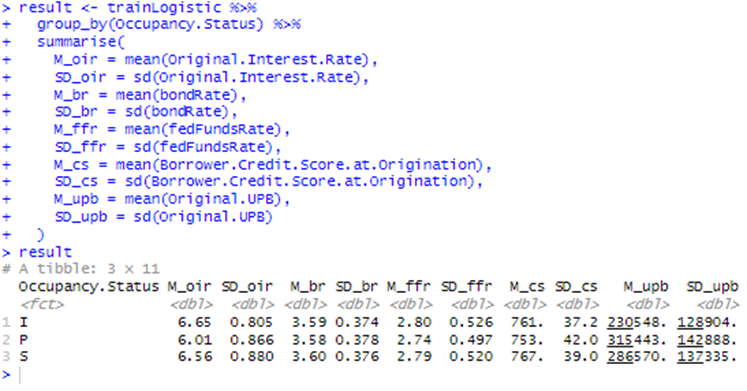 > result <- trainLogistic %>%
+   group_by(Occupancy.Status) %>%
+   summarise(
+     M_oir = mean(Original.Interest.Rate),
+     SD_oir = sd(Original.Interest.Rate),
+     M_br = mean(bondRate),
+     SD_br = sd(bondRate),
+     M_ffr = mean(fedFundsRate),
+     SD_ffr = sd(fedFundsRate),
+     M_cs = mean(Borrower.Credit.Score.at.Origination),
+     SD_cs = sd(Borrower.Credit.Score.at.Origination),
+     M_upb = mean(Original.UPB),
+     SD_upb = sd(Original.UPB)
+   )
> result
# A tibble: 3 × 11
  Occupancy.Status M_oir SD_oir  M_br SD_br M_ffr SD_ffr  M_cs SD_cs   M_upb  SD_upb
  <fct>            <dbl>  <dbl> <dbl> <dbl> <dbl>  <dbl> <dbl> <dbl>   <dbl>   <dbl>
1 I                 6.65  0.805  3.59 0.374  2.80  0.526  761.  37.2 230548. 128904.
2 P                 6.01  0.866  3.58 0.378  2.74  0.497  753.  42.0 315443. 142888.
3 S                 6.56  0.880  3.60 0.376  2.79  0.520  767.  39.0 286570. 137335.
>